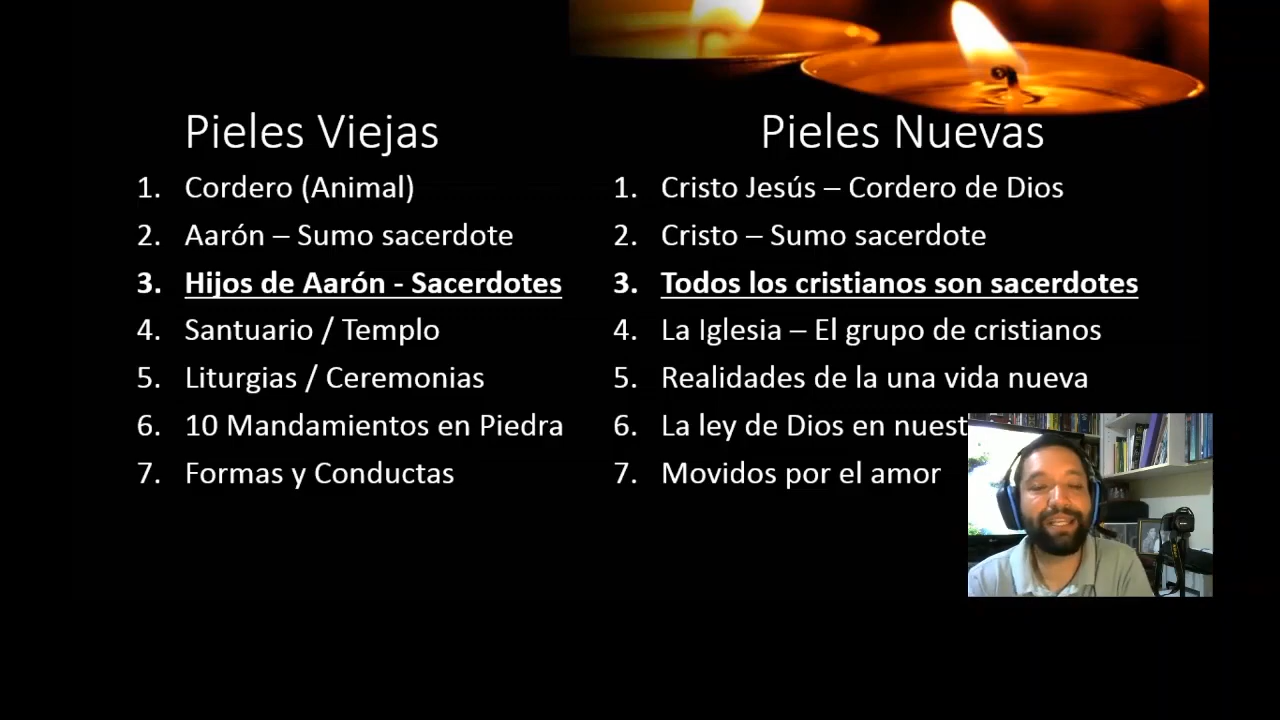 Pieles Viejas
1. Cordero (Animal)
2. Aarón – Sumo sacerdote
3. Hijos de Aarón - Sacerdotes
4. Santuario / Templo
5. Liturgias / Ceremonias
6. 10 Mandamientos en Piedra
7. Formas y Conductas
Pieles Nuevas
1. Cristo Jesús – Cordero de Dios
2. Cristo – Sumo sacerdote
3. Todos los cristianos son sacerdotes
4. La Iglesia – El grupo de cristianos
5. Realidades de la una vida nueva
6. La ley de Dios en
7. Movidos por el amor